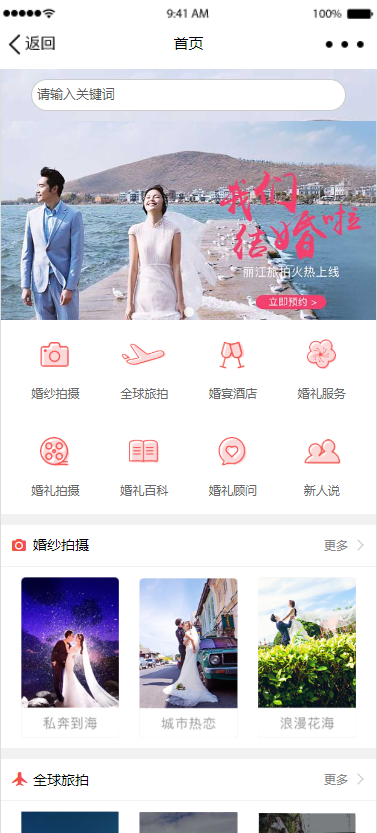 9:41 AM 100%
返回 首页
请输入关键词
我们
结婚啦
丽江旅拍火热上线
立即预约 >
婚纱拍摄 全球旅拍 婚宴酒店 婚礼服务
婚礼拍摄 婚礼百科 婚礼顾问 新人说
婚纱拍摄 更多
私奔到海 城市热恋 浪漫花海
全球旅拍 更多